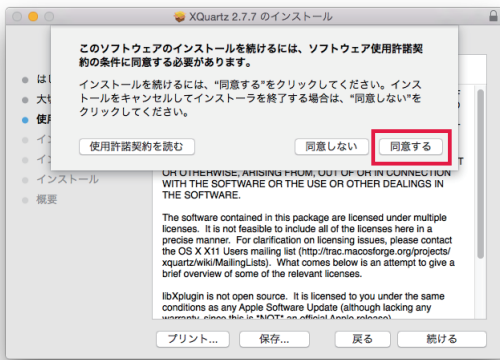 XQuartz 2.7.7 のインストール
このソフトウェアのインストールを続けるには、ソフトウェア使用許諾契
約の条件に同意する必要があります。
インストールを続けるには、"同意する"をクリックしてください。インス
トールをキャンセルしてインストーラを終了する場合は、"同意しない"を
クリックしてください。
使用許諾契約を読む
同意しない
同意する
インストール
概要
OR OTHERWISE, ARISING FROM, OUT OF OR IN CONNECTION
WITH THE SOFTWARE OR THE USE OR OTHER DEALINGS IN
THE SOFTWARE.
The software contained in this package are licensed under multiple
licenses. It is not feasible to include all of the licenses here in a
precise manner. For clarification on licensing issues, please contact
the OS X X11 Users mailing list (http://trac.macosforge.org/projects/
xquartz/wiki/MailingLists). What comes below is an attempt to give a
brief overview of some of the relevant licenses.
libXplugin is not open source. It is licensed to you under the same
conditions as any Apple Software Update (although lacking any
warranty, since this is *NOT* an official Apple release).
プリント...
保存...
戻る
続ける